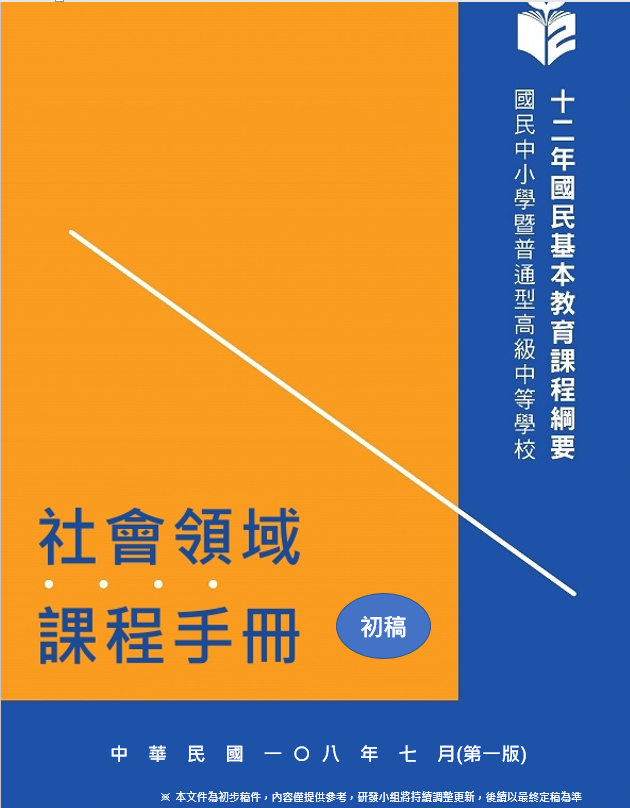 十二年國民基本教育課程綱要
國民中小學暨普通型高級中等學校
社會領域
課程手冊
初稿
中華民國一〇八年七月(第一版)
※ 本文件為初步稿件，內容僅提供參考，研發小組將持續調整更新，後續以最終定稿為準